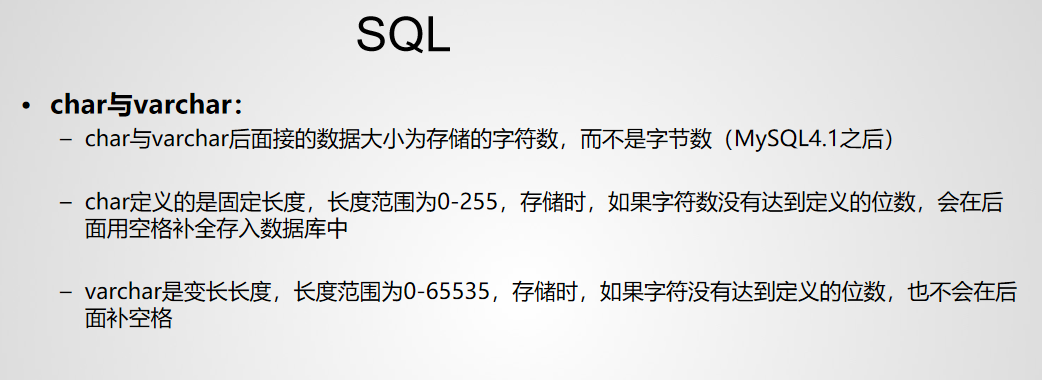 SQL
• char与varchar：
– char与varchar后面接的数据大小为存储的字符数，而不是字节数（MySQL4.1之后）
– char定义的是固定长度，长度范围为0-255，存储时，如果字符数没有达到定义的位数，会在后
面用空格补全存入数据库中
– varchar是变长长度，长度范围为0-65535，存储时，如果字符没有达到定义的位数，也不会在后
面补空格